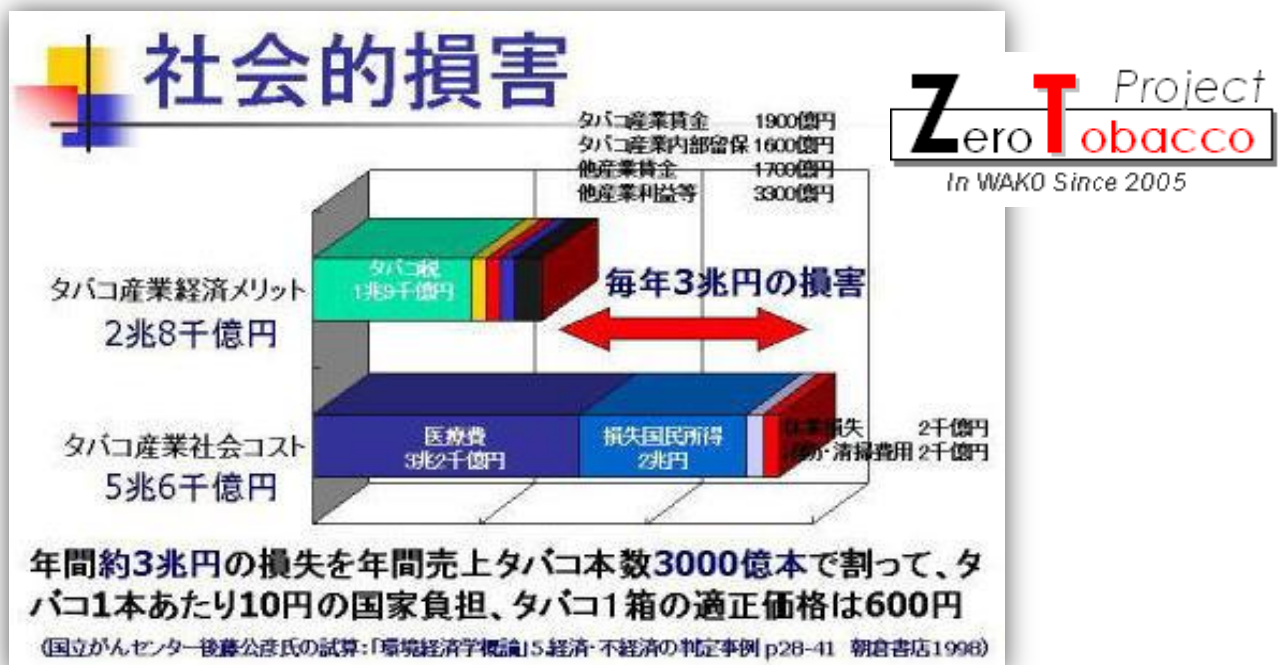 社会的損害
Zero Tobacco Project
In WAKO Since 2005
タバコ産業賃金 1900億円
タバコ産業内部留保 1600億円
他産業賃金 1700億円
他産業利益等 3300億円
タバコ産業経済メリット
2兆8千億円
タバコ税
1兆9千億円
毎年3兆円の損害
タバコ産業社会コスト
5兆6千億円
医療費
3兆2千億円
損失国民所得
2兆円
損失 2千億円
・清掃費用 2千億円
年間約3兆円の損失を年間売上タバコ本数3000億本で割って、タ
バコ1本あたり10円の国家負担、タバコ1箱の適正価格は600円
(国立がんセンター後藤公彦氏の試算:「環境経済学概論」5.経済・不経済の判定事例 p28-41 朝倉書店1998)